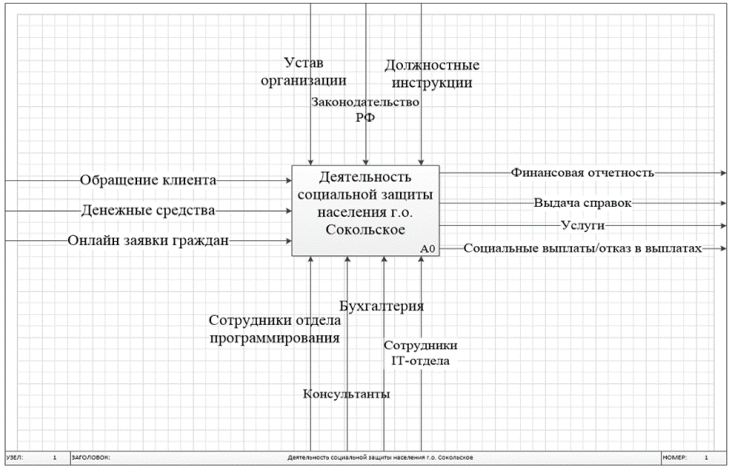 Устав
организации
Должностные
инструкции
Законодательство
РФ
Обращение клиента
Денежные средства
Онлайн заявки граждан
Деятельность
социальной защиты
населения г.о.
Сокольское
A0
Финансовая отчетность
Выдача справок
Услуги
Социальные выплаты/отказ в выплатах
Бухгалтерия
Сотрудники отдела
программирования
Сотрудники
IT-отдела
Консультанты
УЗЕЛ: 1 ЗАГОЛОВОК: Деятельность социальной защиты населения г.о. Сокольское НОМЕР: 1